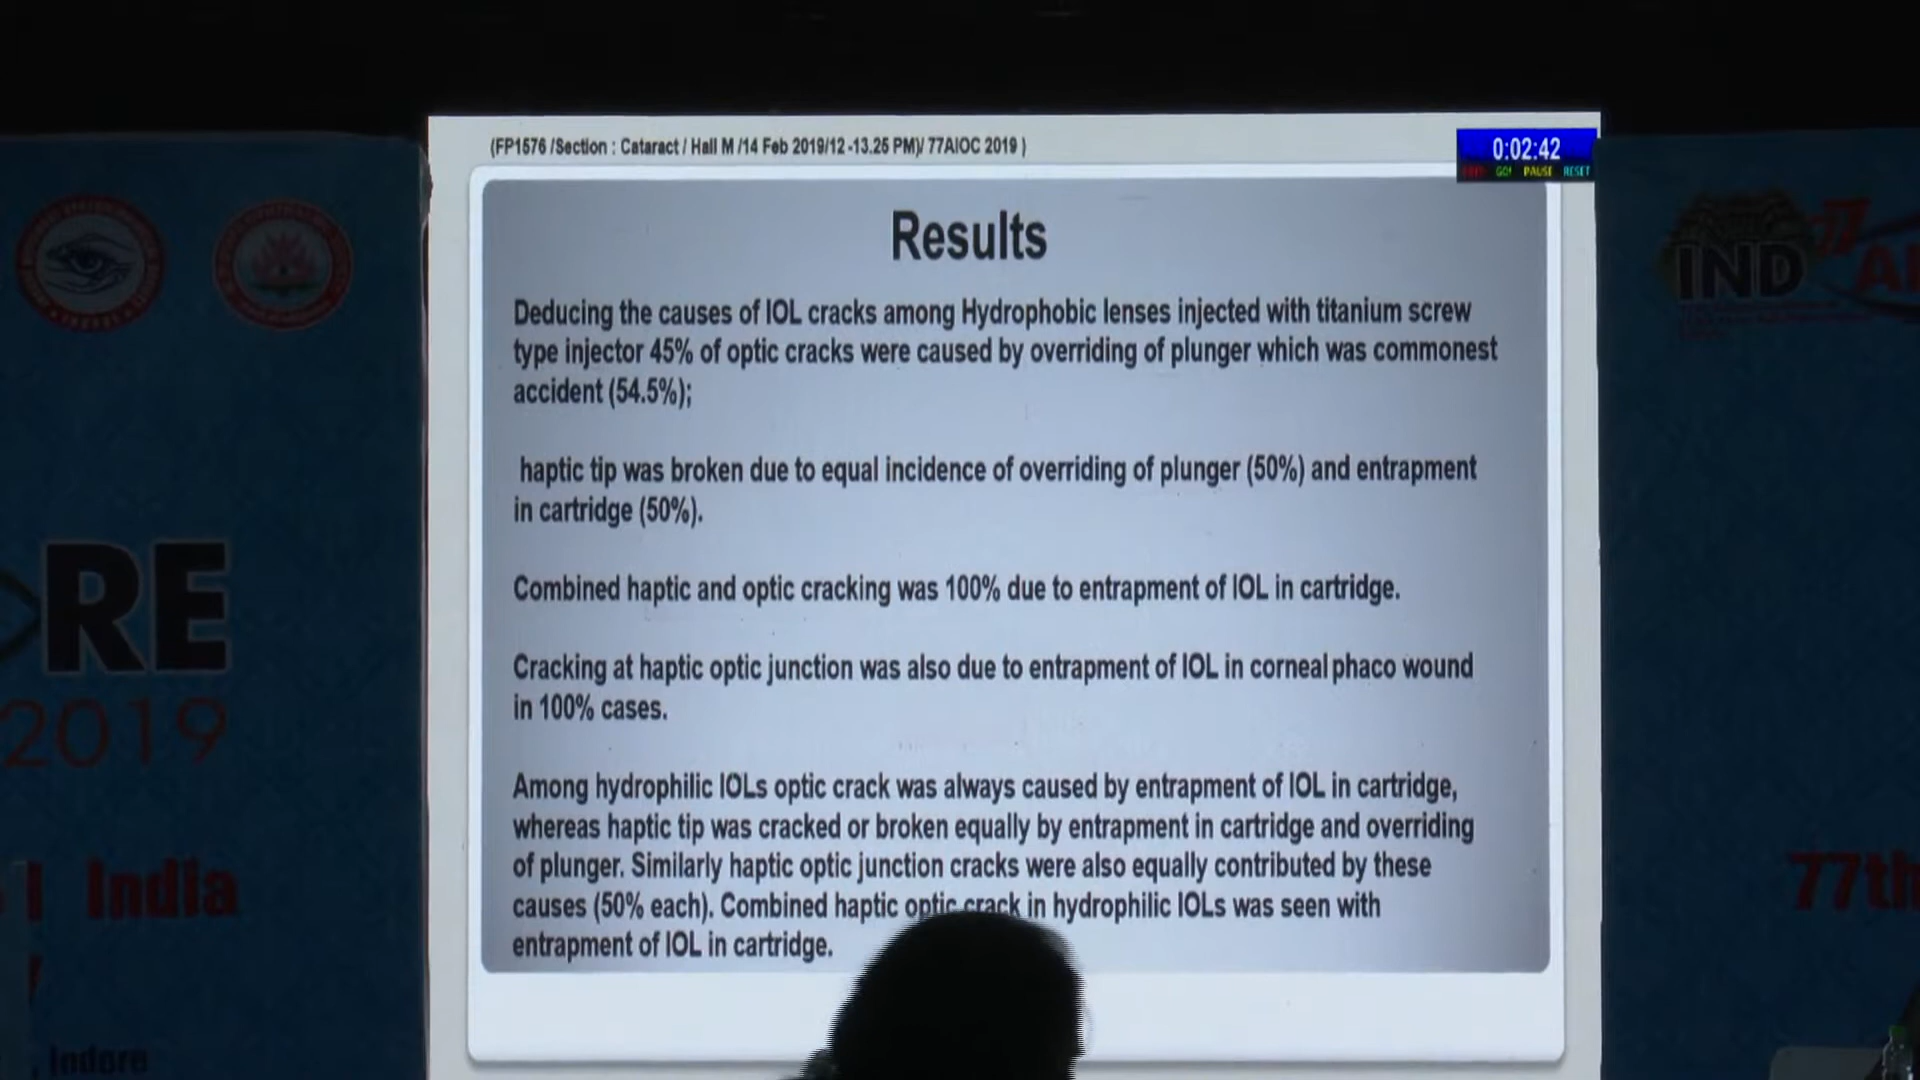 (FP1576 /Section : Cataract / Hall M /14 Feb 2019/12 -13.25 PM)/ 77AIOC 2019 )
0:02:42
GO! PAUSE RESET
Results
Deducing the causes of IOL cracks among Hydrophobic lenses injected with titanium screw
type injector 45% of optic cracks were caused by overriding of plunger which was commonest
accident (54.5%);
haptic tip was broken due to equal incidence of overriding of plunger (50%) and entrapment
in cartridge (50%).
Combined haptic and optic cracking was 100% due to entrapment of IOL in cartridge.
Cracking at haptic optic junction was also due to entrapment of IOL in corneal phaco wound
in 100% cases.
Among hydrophilic IOLs optic crack was always caused by entrapment of IOL in cartridge,
whereas haptic tip was cracked or broken equally by entrapment in cartridge and overriding
of plunger. Similarly haptic optic junction cracks were also equally contributed by these
causes (50% each). Combined haptic optic crack in hydrophilic IOLs was seen with
entrapment of IOL in cartridge.
RE
2019
India
Indore
IND
77
AI
77th